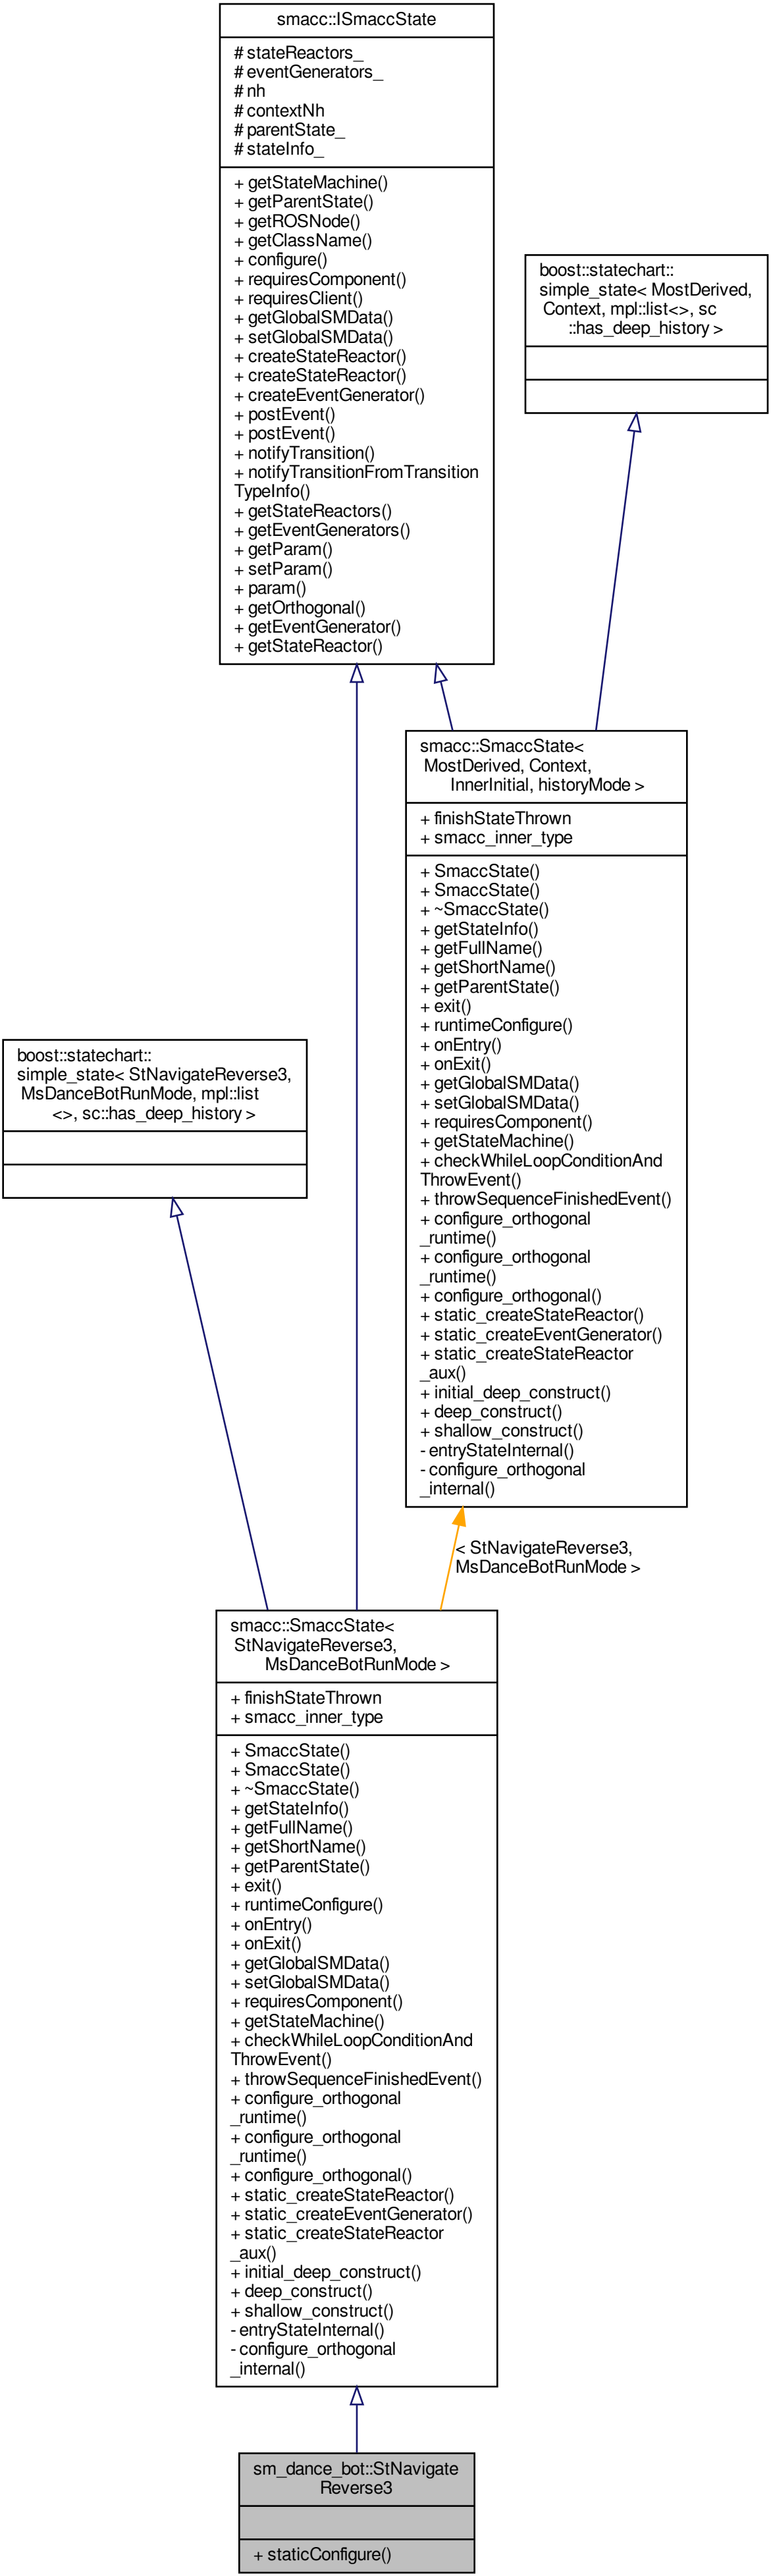 smacc::ISmaccState
# stateReactors_
# eventGenerators_
# nh
# contextNh
# parentState_
# stateInfo_
+ getStateMachine()
+ getParentState()
+ getROSNode()
+ getClassName()
+ configure()
+ requiresComponent()
+ requiresClient()
+ getGlobalSMData()
+ setGlobalSMData()
+ createStateReactor()
+ createStateReactor()
+ createEventGenerator()
+ postEvent()
+ postEvent()
+ notifyTransition()
+ notifyTransitionFromTransition
TypeInfo()
+ getStateReactors()
+ getEventGenerators()
+ getParam()
+ setParam()
+ param()
+ getOrthogonal()
+ getEventGenerator()
+ getStateReactor()
boost::statechart::
simple_state< MostDerived,
Context, mpl::list<>, sc
::has_deep_history >
smacc::SmaccState<
MostDerived, Context,
InnerInitial, historyMode >
+ finishStateThrown
+ smacc_inner_type
+ SmaccState()
+ SmaccState()
+ ~SmaccState()
+ getStateInfo()
+ getFullName()
+ getShortName()
+ getParentState()
+ exit()
+ runtimeConfigure()
+ onEntry()
+ onExit()
+ getGlobalSMData()
+ setGlobalSMData()
+ requiresComponent()
+ getStateMachine()
+ checkWhileLoopConditionAnd
ThrowEvent()
+ throwSequenceFinishedEvent()
+ configure_orthogonal
_runtime()
+ configure_orthogonal
_runtime()
+ configure_orthogonal()
+ static_createStateReactor()
+ static_createEventGenerator()
+ static_createStateReactor
_aux()
+ initial_deep_construct()
+ deep_construct()
+ shallow_construct()
- entryStateInternal()
- configure_orthogonal
_internal()
boost::statechart::
simple_state< StNavigateReverse3,
MsDanceBotRunMode, mpl::list
<>, sc::has_deep_history >
< StNavigateReverse3,
MsDanceBotRunMode >
smacc::SmaccState<
StNavigateReverse3,
MsDanceBotRunMode >
+ finishStateThrown
+ smacc_inner_type
+ SmaccState()
+ SmaccState()
+ ~SmaccState()
+ getStateInfo()
+ getFullName()
+ getShortName()
+ getParentState()
+ exit()
+ runtimeConfigure()
+ onEntry()
+ onExit()
+ getGlobalSMData()
+ setGlobalSMData()
+ requiresComponent()
+ getStateMachine()
+ checkWhileLoopConditionAnd
ThrowEvent()
+ throwSequenceFinishedEvent()
+ configure_orthogonal
_runtime()
+ configure_orthogonal
_runtime()
+ configure_orthogonal()
+ static_createStateReactor()
+ static_createEventGenerator()
+ static_createStateReactor
_aux()
+ initial_deep_construct()
+ deep_construct()
+ shallow_construct()
- entryStateInternal()
- configure_orthogonal
_internal()
sm_dance_bot::StNavigate
Reverse3
+ staticConfigure()